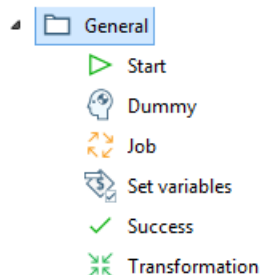 General
Start
Dummy
Job
Set variables
Success
Transformation